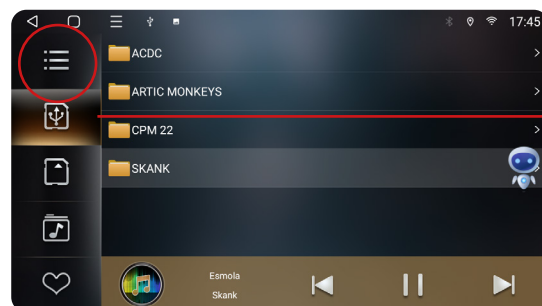 17:45
ACDC
ARTIC MONKEYS
CPM 22
SKANK
Esmola
Skank